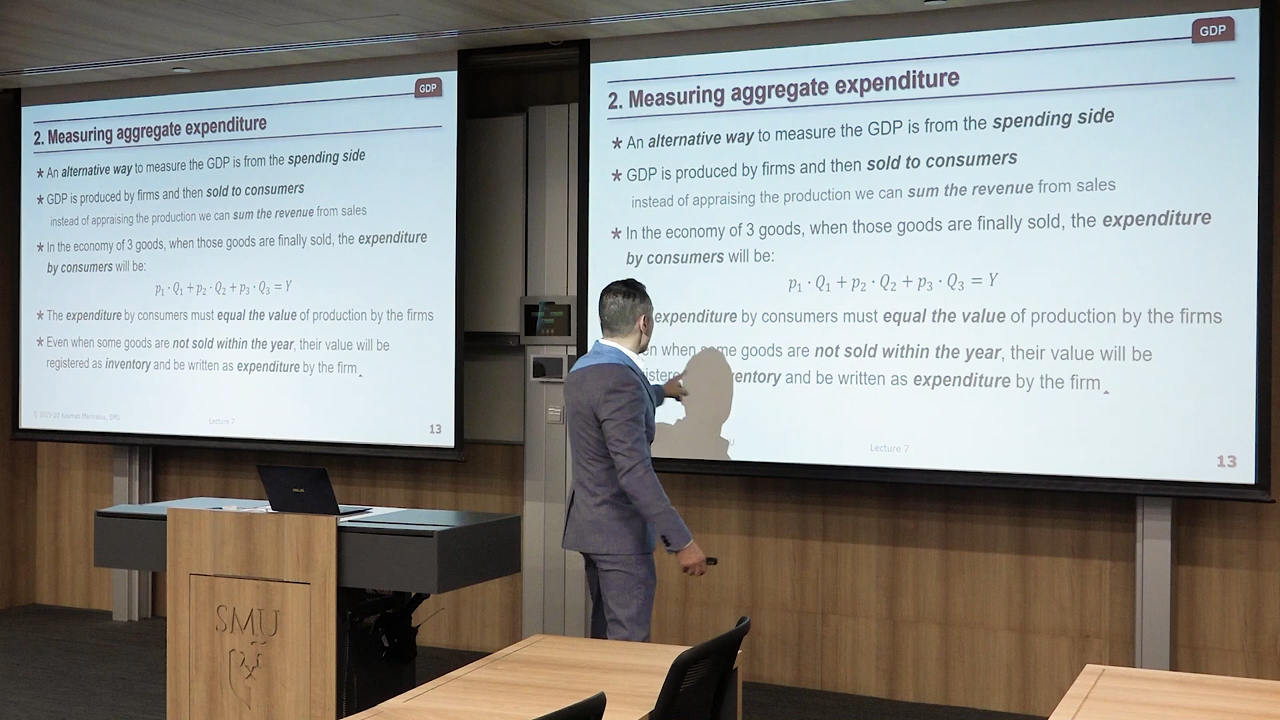 GDP
2. Measuring aggregate expenditure
* An alternative way to measure the GDP is from the spending side
* GDP is produced by firms and then sold to consumers
instead of appraising the production we can sum the revenue from sales
* In the economy of 3 goods, when those goods are finally sold, the expenditure
by consumers will be:
p₁ · Q₁ + p₂ · Q₂ + p₃ · Q₃ = Y
* The expenditure by consumers must equal the value of production by the firms
* Even when some goods are not sold within the year, their value will be
registered as inventory and be written as expenditure by the firm
Lecture 7
13
GDP
2. Measuring aggregate expenditure
* An alternative way to measure the GDP is from the spending side
* GDP is produced by firms and then sold to consumers
instead of appraising the production we can sum the revenue from sales
* In the economy of 3 goods, when those goods are finally sold, the expenditure
by consumers will be:
p₁ · Q₁ + p₂ · Q₂ + p₃ · Q₃ = Y
expenditure by consumers must equal the value of production by the firms
when some goods are not sold within the year, their value will be
and be written as expenditure by the firm
Lecture 7
13
ASUS
SMU